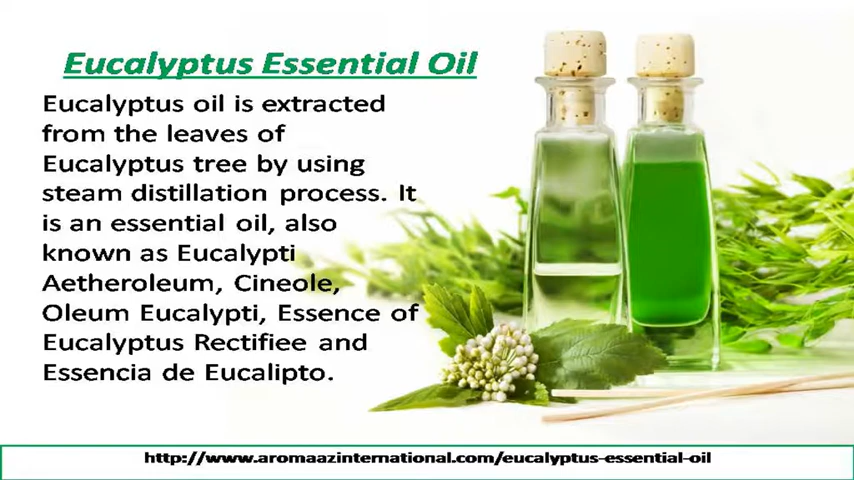 Eucalyptus Essential Oil
Eucalyptus oil is extracted
from the leaves of
Eucalyptus tree by using
steam distillation process. It
is an essential oil, also
known as Eucalypti
Aetheroleum, Cineole,
Oleum Eucalypti, Essence of
Eucalyptus Rectifiee and
Essencia de Eucalipto.
http://www.aromaazinternational.com/eucalyptus-essential-oil